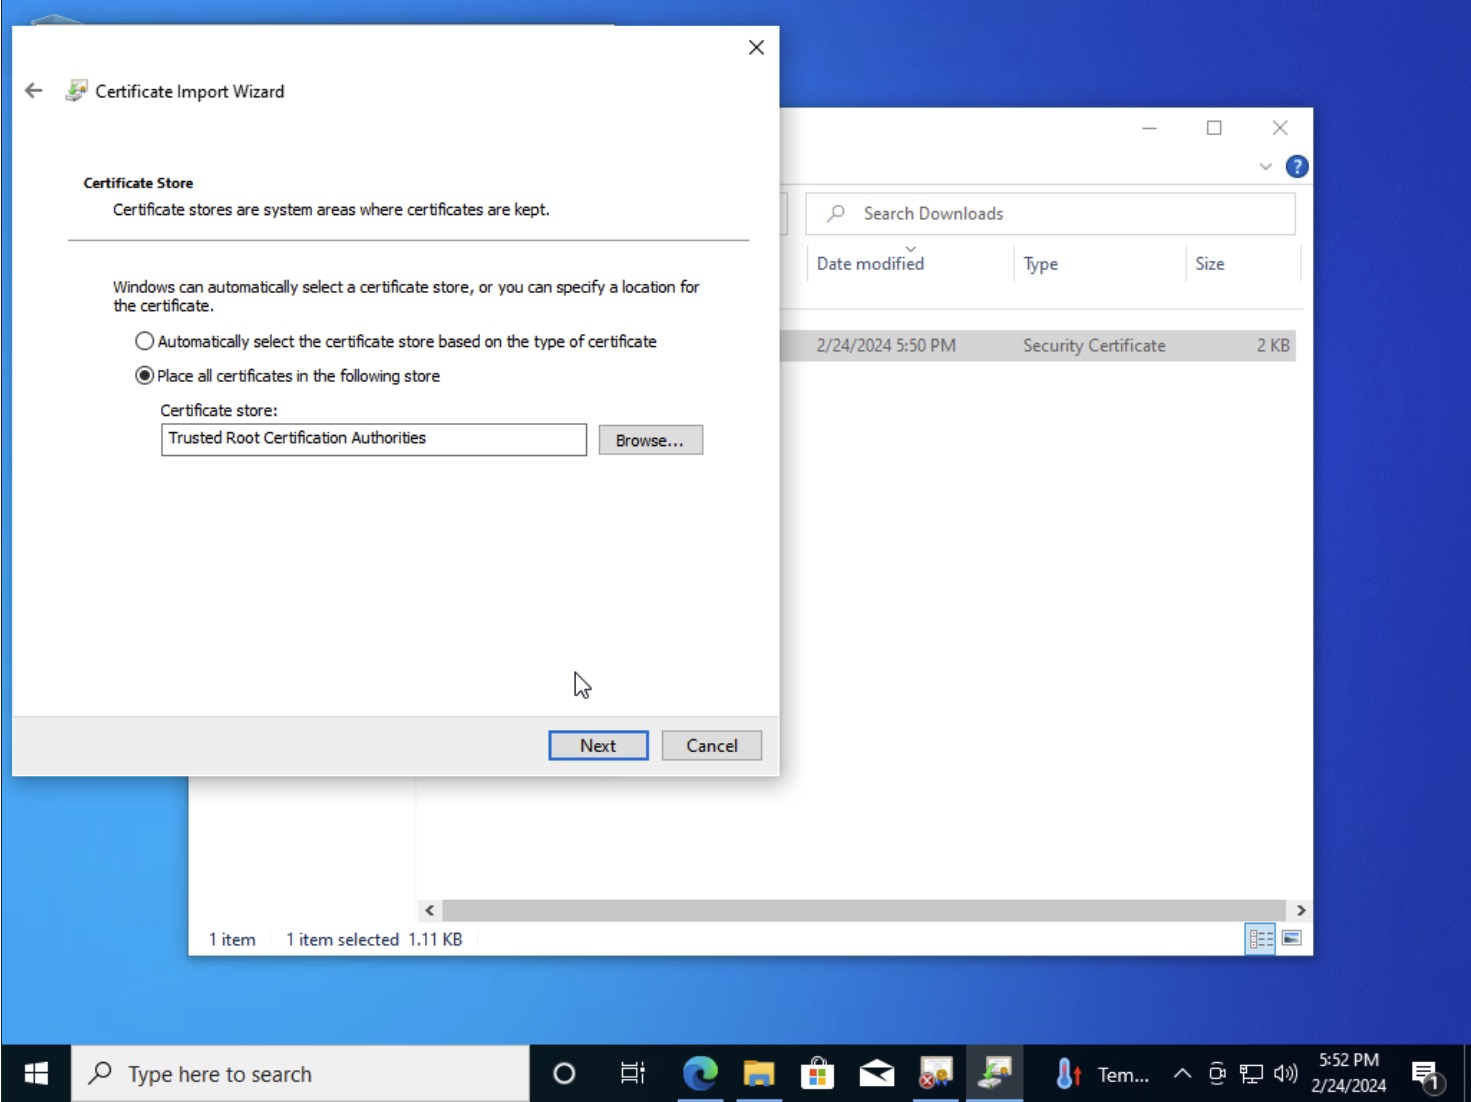 Certificate Import Wizard
Certificate Store
Certificate stores are system areas where certificates are kept.
Windows can automatically select a certificate store, or you can specify a location for
the certificate.
Automatically select the certificate store based on the type of certificate
Place all certificates in the following store
Certificate store:
Trusted Root Certification Authorities
Browse...
Next
Cancel
?
Search Downloads
Date modified
Type
Size
2/24/2024 5:50 PM
Security Certificate
2 KB
1 item
1 item selected 1.11 KB
Type here to search
Tem...
5:52 PM
2/24/2024
1